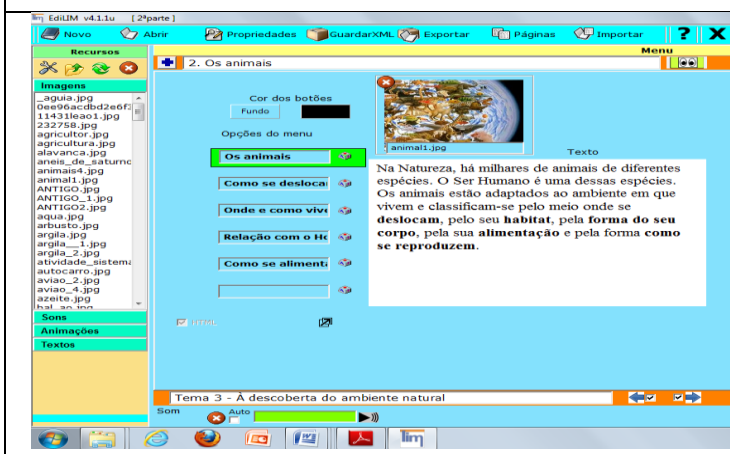 EdiLIM v4.1.1u [ 2ªparte ]
Novo Abrir Propriedades GuardarXML Exportar Páginas Importar ? X
Recursos
Menu
2. Os animais
Imagens
_aguia.jpg
11431leao1.jpg
232758.jpg
agricultor.jpg
agricultura.jpg
alavanca.jpg
aneis_de_saturno
animais4.jpg
animal1.jpg
ANTIGO.jpg
ANTIGO_1.jpg
ANTIGO2.jpg
aqua.jpg
arbusto.jpg
argila.jpg
argila__1.jpg
argila_2.jpg
atividade_sistema
autocarro.jpg
aviao_2.jpg
aviao_4.jpg
azeite.jpg
Sons
Animações
Textos
Cor dos botões
Fundo
Opções do menu
Os animais
Como se desloca
Onde e como vive
Relação com o He
Como se alimenta
HTML
animal1.jpg
Texto
Na Natureza, há milhares de animais de diferentes
espécies. O Ser Humano é uma dessas espécies.
Os animais estão adaptados ao ambiente em que
vivem e classificam-se pelo meio onde se
deslocam, pelo seu habitat, pela forma do seu
corpo, pela sua alimentação e pela forma como
se reproduzem.
Tema 3 - À descoberta do ambiente natural
Som
Auto
lim